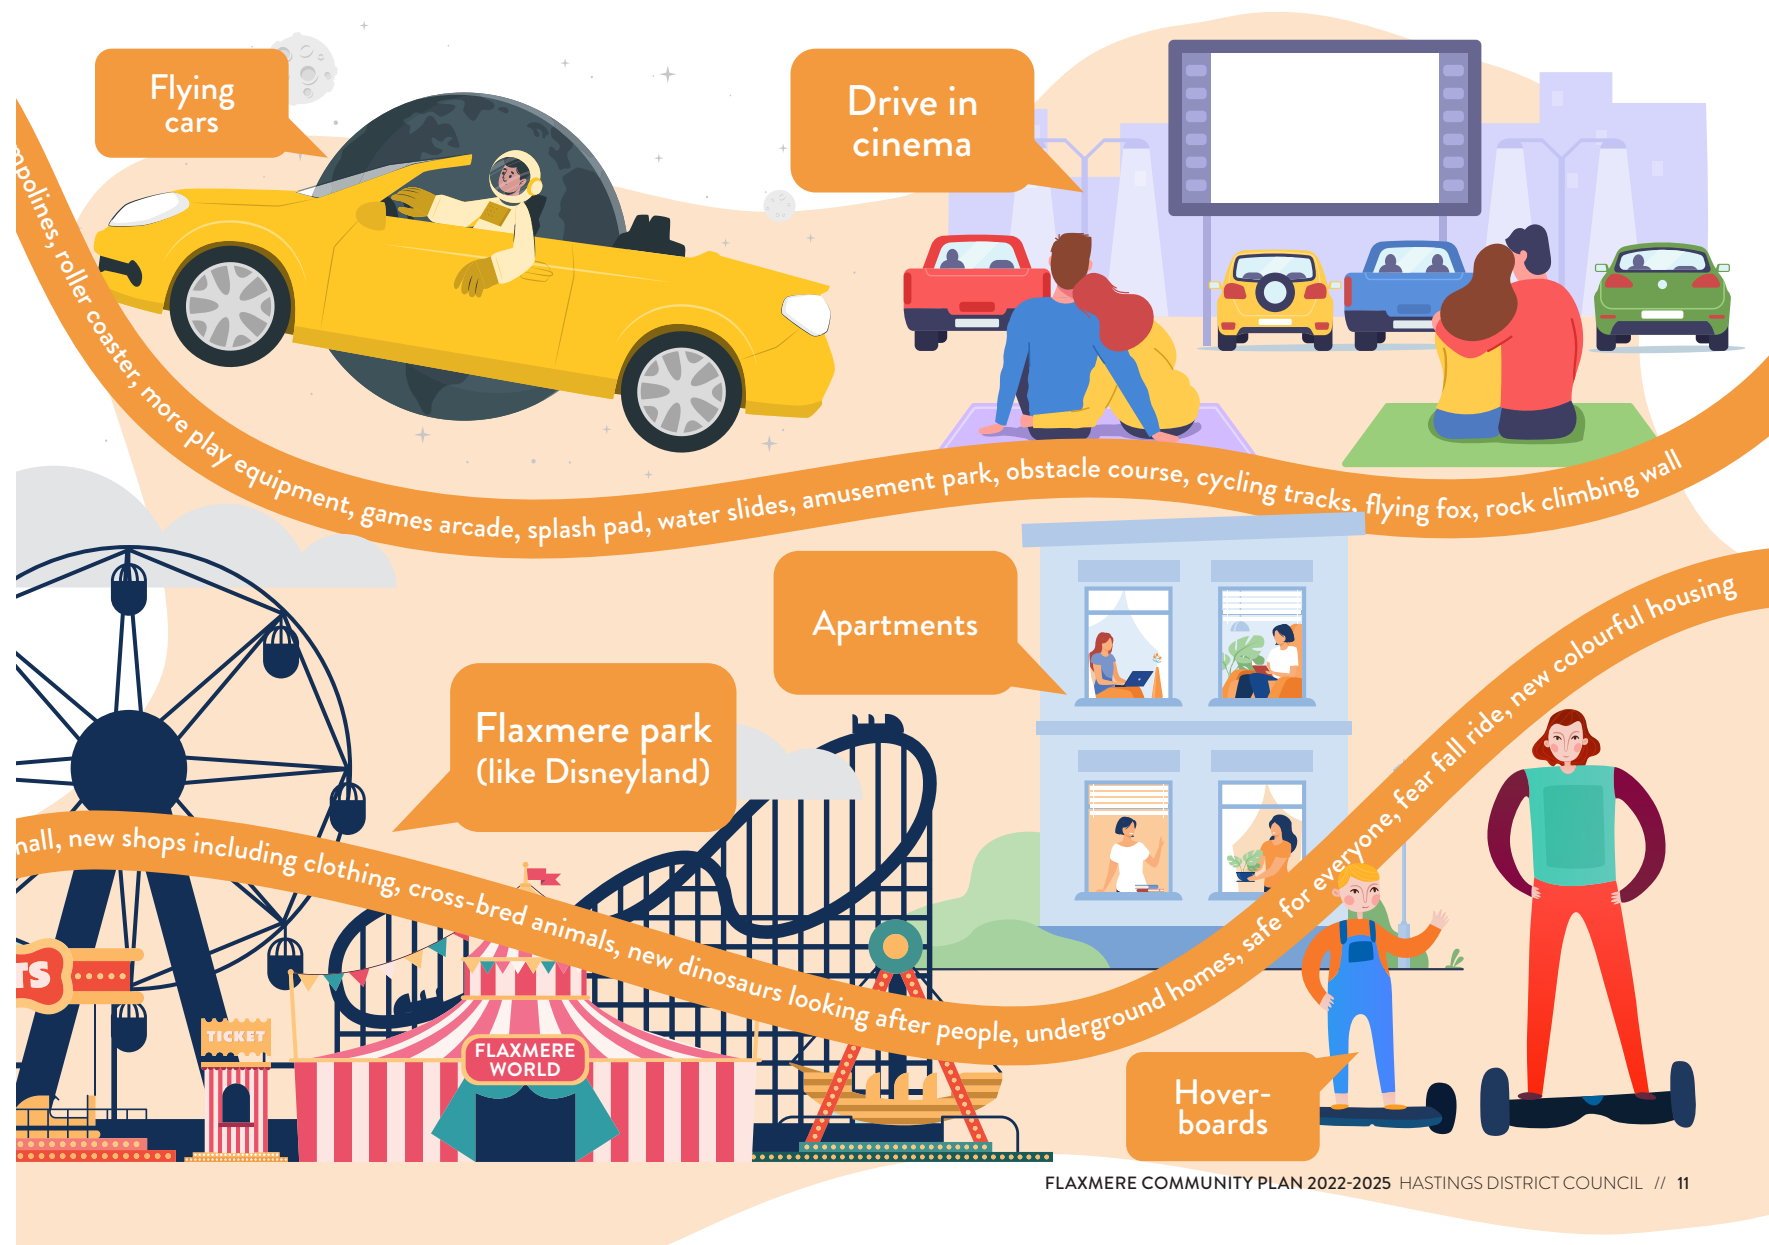 Flying
cars
Drive in
cinema
roller coaster, more play equipment, games arcade, splash pad, water slides, amusement park, obstacle course, cycling tracks, flying fox, rock climbing wall
Apartments
Flaxmere park
(like Disneyland)
new shops including clothing, cross-bred animals, new dinosaurs looking after people, underground homes, safe for everyone, fear fall ride, new colourful housing
TS
TICKET
FLAXMERE
WORLD
Hover-
boards
FLAXMERE COMMUNITY PLAN 2022-2025 HASTINGS DISTRICT COUNCIL // 11